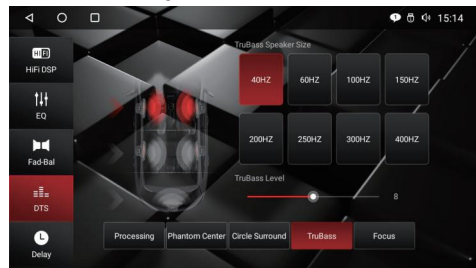 15:14
HiFi
HiFi DSP
EQ
Fad-Bal
DTS
Delay
TruBass Speaker Size
40HZ 60HZ 100HZ 150HZ
200HZ 250HZ 300HZ 400HZ
TruBass Level
8
Processing Phantom Center Circle Surround TruBass Focus